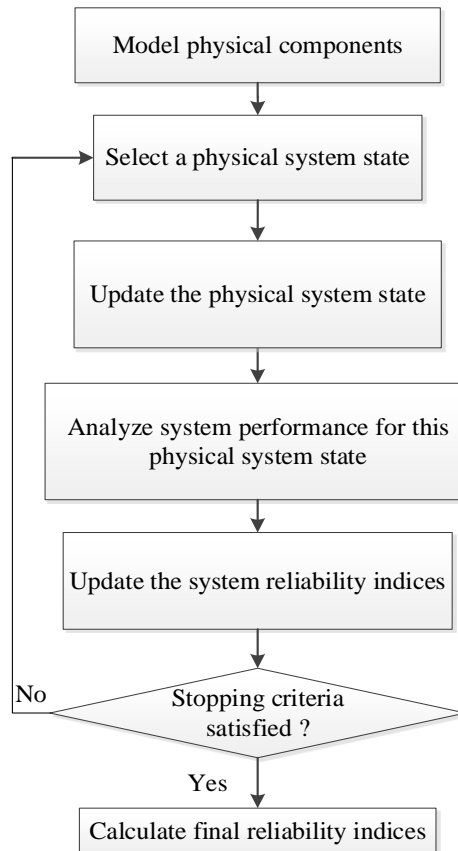 Model physical components
Select a physical system state
Update the physical system state
Analyze system performance for this
physical system state
Update the system reliability indices
Stopping criteria
satisfied ?
No
Yes
Calculate final reliability indices